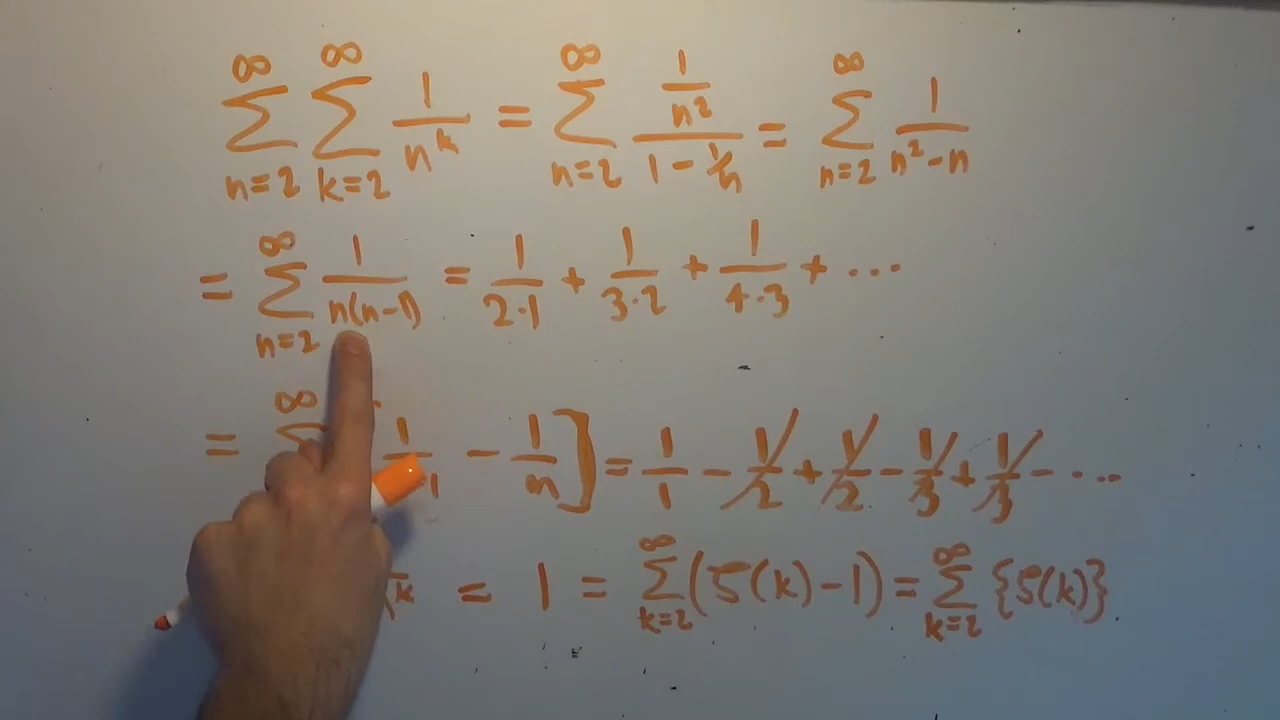 ∞ ∑ n=2 ∞ ∑ k=2 1/n^k = ∞ ∑ n=2 (1/n²)/(1 - 1/n) = ∞ ∑ n=2 1/(n² - n)
= ∞ ∑ n=2 1/(n(n-1)) = 1/(2·1) + 1/(3·2) + 1/(4·3) + ...
= ∞ 1/ 1 - 1/n ] = 1/1 - 1/2 + 1/2 - 1/3 + 1/3 - ...
k = 1 = ∞ ∑ k=2 (ζ(k) - 1) = ∞ ∑ k=2 {ζ(k)}